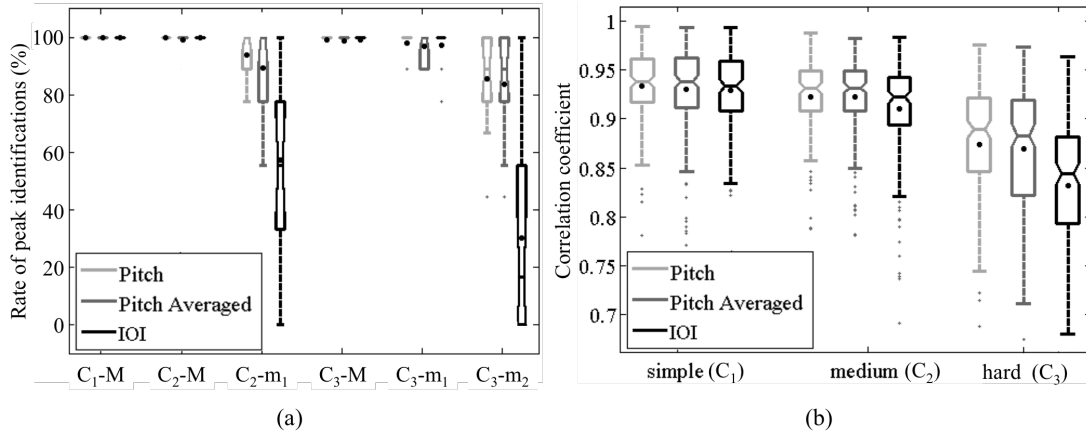 Rate of peak identifications (%)
100
80
60
40
20
0
Pitch
Pitch Averaged
IOI
C1-M
C2-M
C2-m1
C3-M
C3-m1
C3-m2
(a)
Correlation coefficient
1
0.95
0.9
0.85
0.8
0.75
0.7
Pitch
Pitch Averaged
IOI
simple (C1)
medium (C2)
hard (C3)
(b)